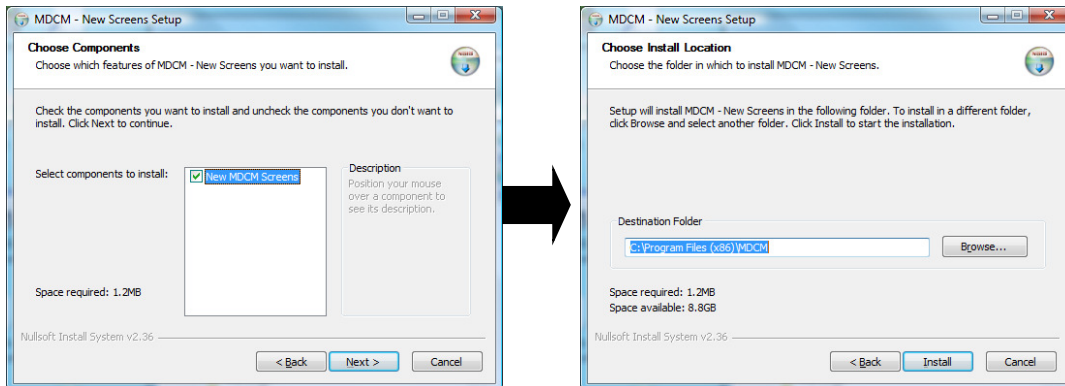 MDCM - New Screens Setup
Choose Components
Choose which features of MDCM - New Screens you want to install.
Check the components you want to install and uncheck the components you don't want to
install. Click Next to continue.
Select components to install:
New MDCM Screens
Description
Position your mouse
over a component to
see its description.
Space required: 1.2MB
Nullsoft Install System v2.36
< Back
Next >
Cancel
MDCM - New Screens Setup
Choose Install Location
Choose the folder in which to install MDCM - New Screens.
Setup will install MDCM - New Screens in the following folder. To install in a different folder,
click Browse and select another folder. Click Install to start the installation.
Destination Folder
C:\Program Files (x86)\MDCM
Browse...
Space required: 1.2MB
Space available: 8.8GB
Nullsoft Install System v2.36
< Back
Install
Cancel